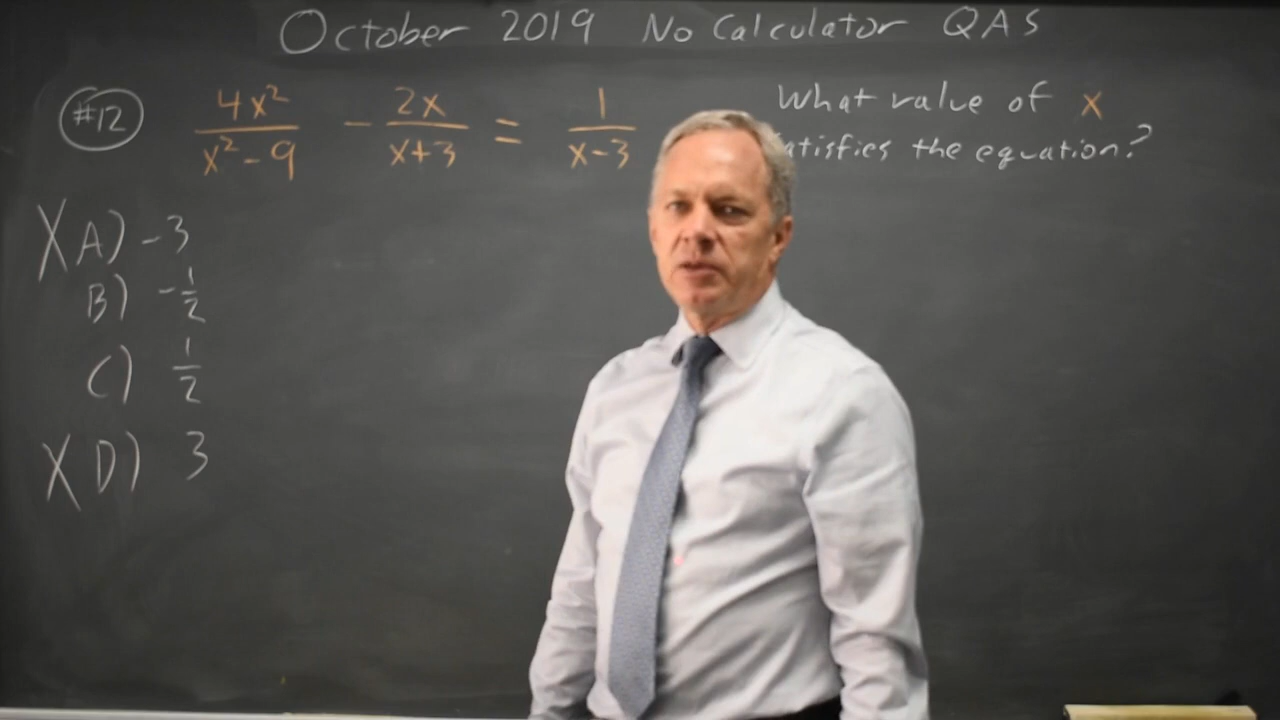 October 2019 No Calculator QAS
#12 4x²/x²-9 - 2x/x+3 = 1/x-3 What value of x
atisfies the equation?
X A) -3
B) -1/2
C) 1/2
X D) 3